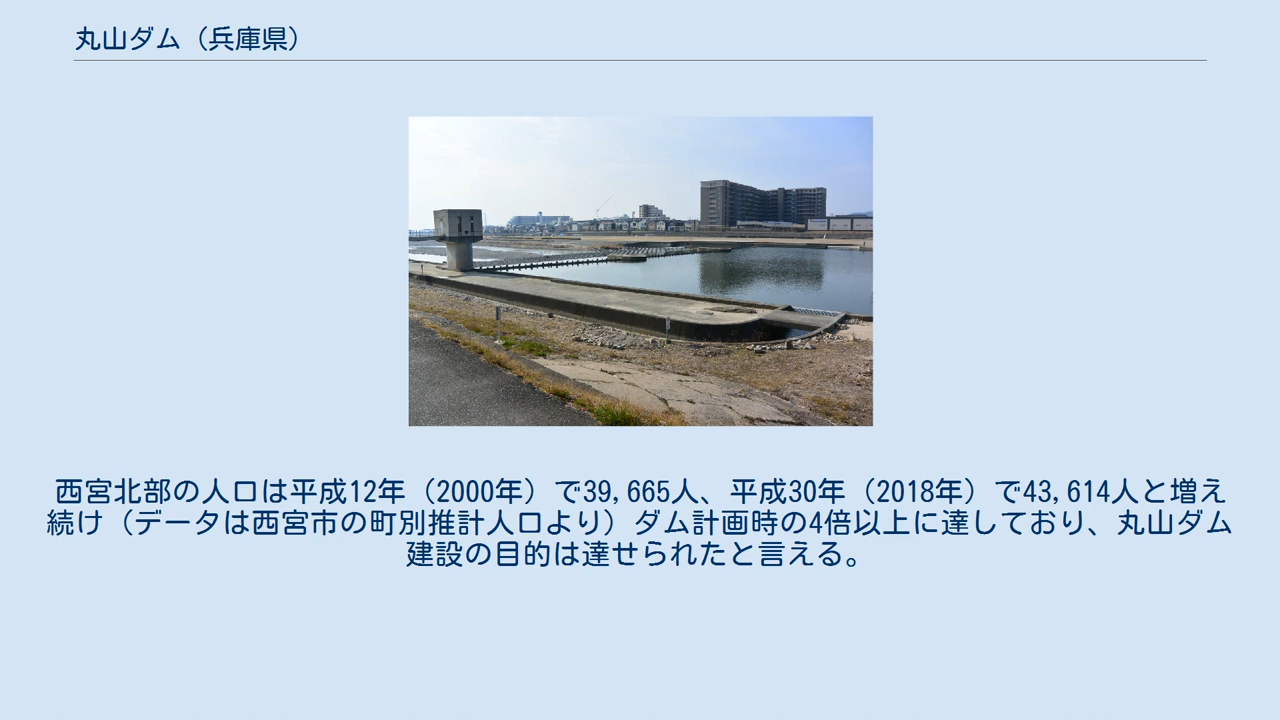 丸山ダム（兵庫県）
西宮北部の人口は平成12年（2000年）で39,665人、平成30年（2018年）で43,614人と増え
続け（データは西宮市の町別推計人口より）ダム計画時の4倍以上に達しており、丸山ダム
建設の目的は達せられたと言える。